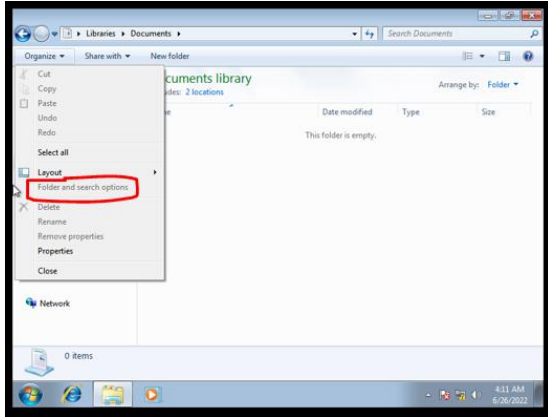 Libraries ▸ Documents ▸
Search Documents
Organize ▾ Share with ▾ New folder
Cut
Copy
Paste
Undo
Redo
Select all
Layout
Folder and search options
Delete
Rename
Remove properties
Properties
Close
cuments library
udes: 2 locations
Arrange by: Folder ▾
Date modified Type Size
This folder is empty.
Network
0 items
4:11 AM
6/26/2022